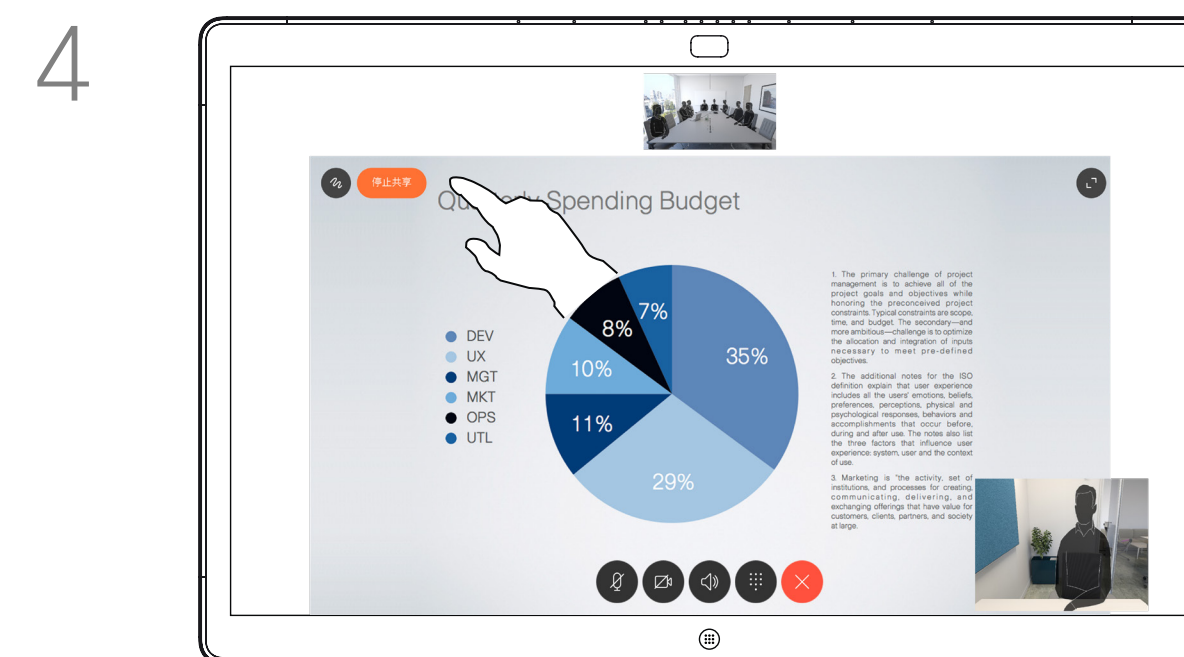 4
停止共享
Quarterly Spending Budget
DEV
UX
MGT
MKT
OPS
UTL
7%
8%
35%
10%
11%
29%
1. The primary challenge of project
management is to achieve all of the
project goals and objectives while
honoring the preconceived project
constraints. Typical constraints are scope,
time, and budget. The secondary—and
more ambitious—challenge is to optimize
the allocation and integration of inputs
necessary to meet pre-defined
objectives.
2. The additional notes for the ISO
definition explain that user experience
includes all the users' emotions, beliefs,
preferences, perceptions, physical and
psychological responses, behaviors and
accomplishments that occur before,
during and after use. The notes also list
the three factors that influence user
experience: system, user and the context
of use.
3. Marketing is "the activity, set of
institutions, and processes for creating,
communicating, delivering, and
exchanging offerings that have value for
customers, clients, partners, and society
at large.